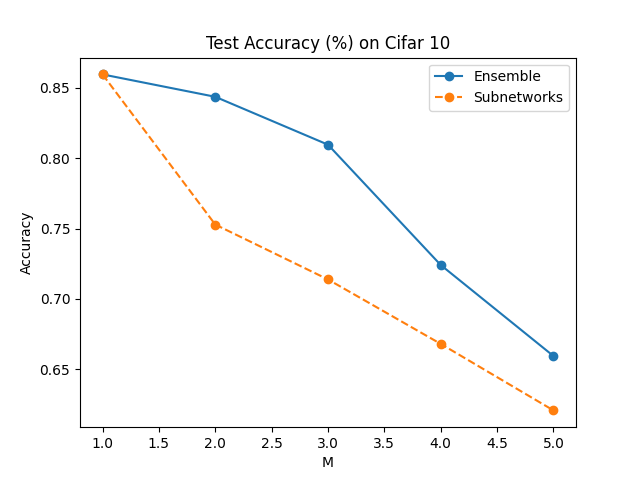 Test Accuracy (%) on Cifar 10
Ensemble
Subnetworks
Accuracy
0.85
0.80
0.75
0.70
0.65
1.0 1.5 2.0 2.5 3.0 3.5 4.0 4.5 5.0
M